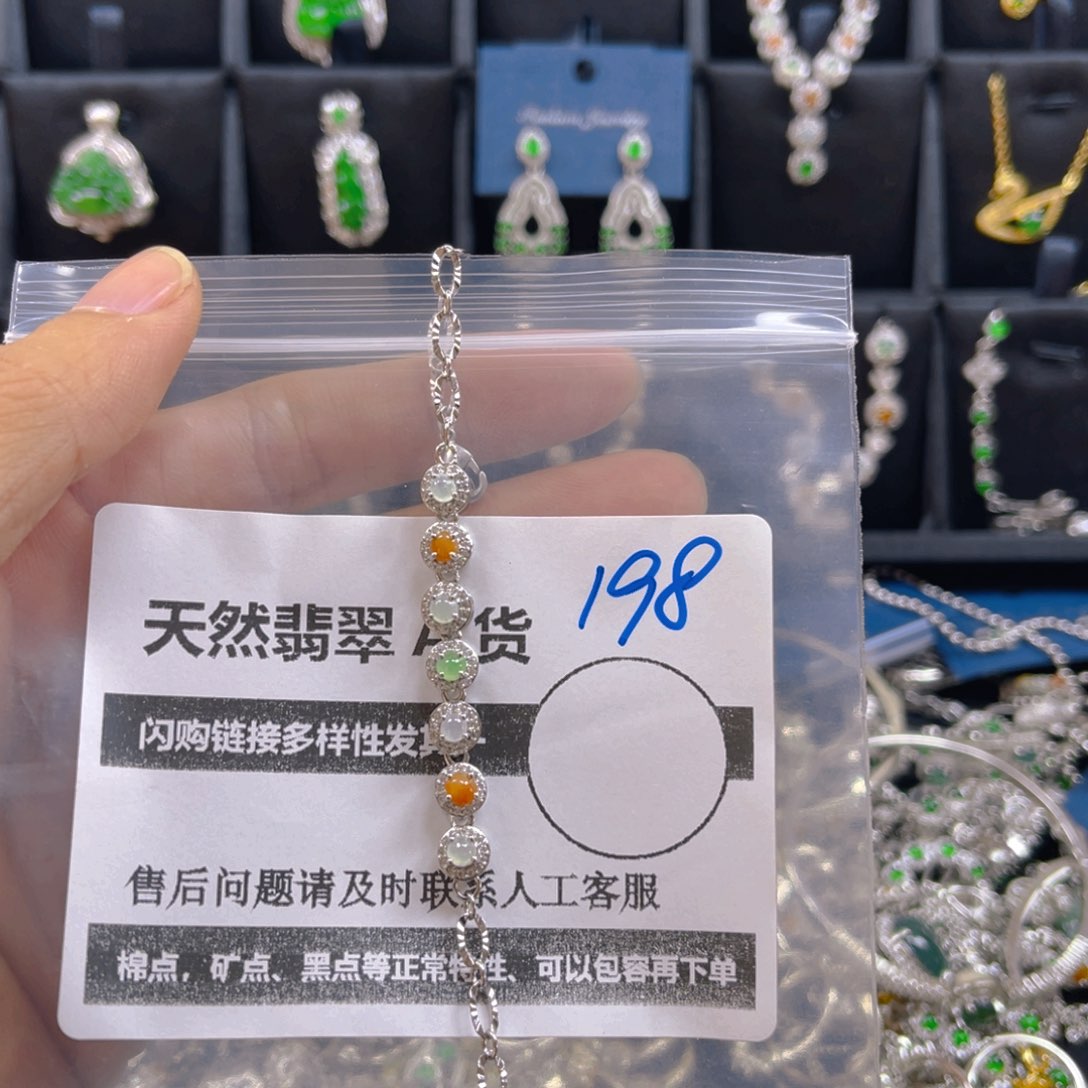 198
天然翡翠 A货
闪购链接多样性发其一
售后问题请及时联系人工客服
棉点,矿点、黑点等正常特性、可以包容再下单